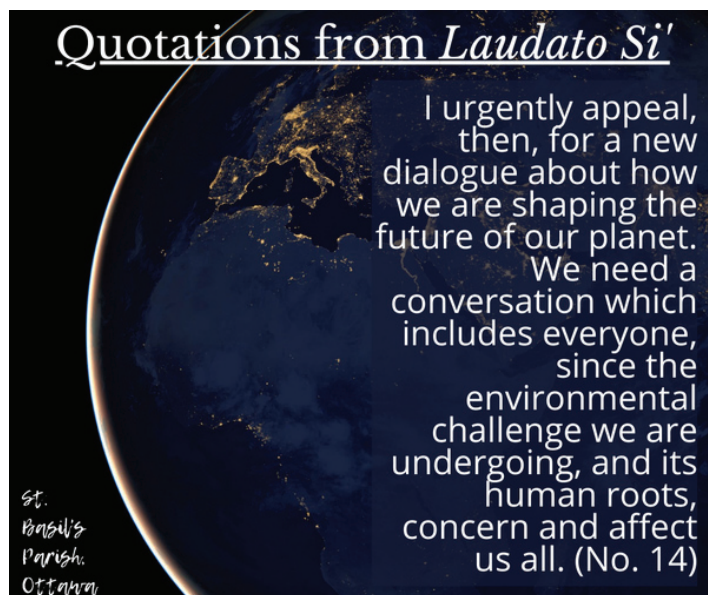 Quotations from Laudato Si'
I urgently appeal,
then, for a new
dialogue about how
we are shaping the
future of our planet.
We need a
conversation which
includes everyone,
since the
environmental
challenge we are
undergoing, and its
human roots,
concern and affect
us all. (No. 14)
St.
Basil's
Parish.
Ottawa